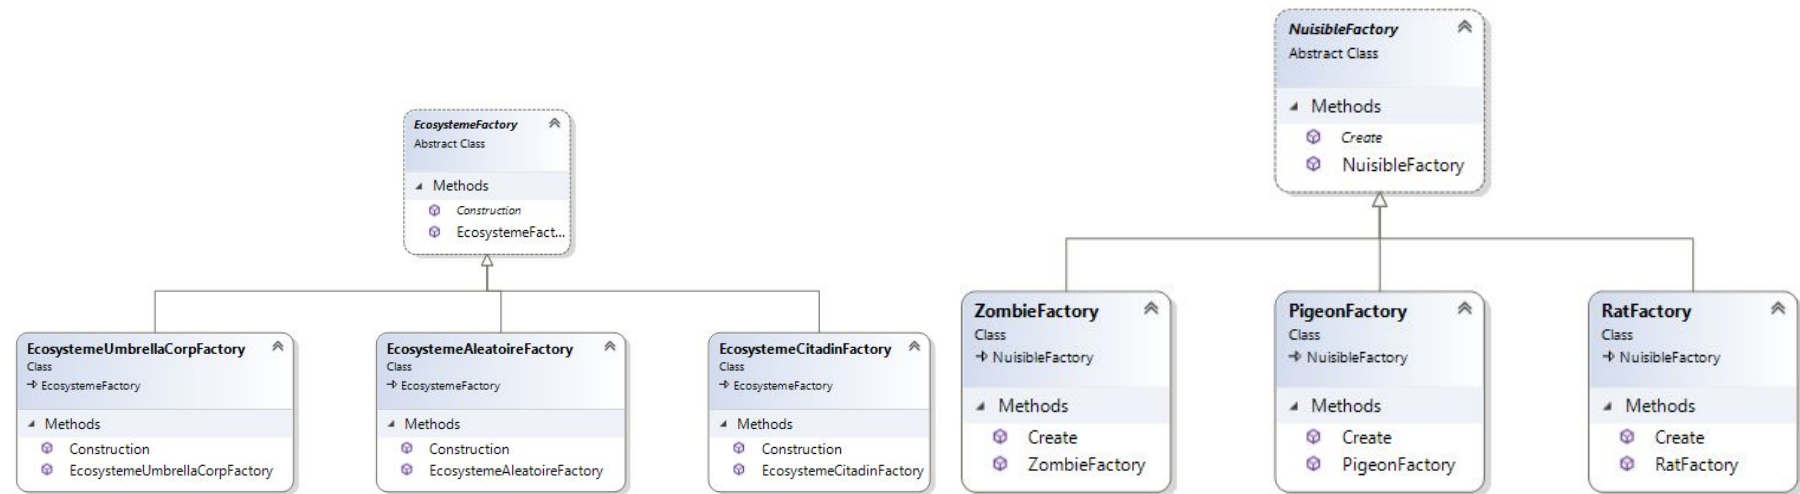 EcosystemeFactory
Abstract Class
Methods
Construction
EcosystemeFact...
EcosystemeUmbrellaCorpFactory
Class
EcosystemeFactory
Methods
Construction
EcosystemeUmbrellaCorpFactory
EcosystemeAleatoireFactory
Class
EcosystemeFactory
Methods
Construction
EcosystemeAleatoireFactory
EcosystemeCitadinFactory
Class
EcosystemeFactory
Methods
Construction
EcosystemeCitadinFactory
NuisibleFactory
Abstract Class
Methods
Create
NuisibleFactory
ZombieFactory
Class
NuisibleFactory
Methods
Create
ZombieFactory
PigeonFactory
Class
NuisibleFactory
Methods
Create
PigeonFactory
RatFactory
Class
NuisibleFactory
Methods
Create
RatFactory